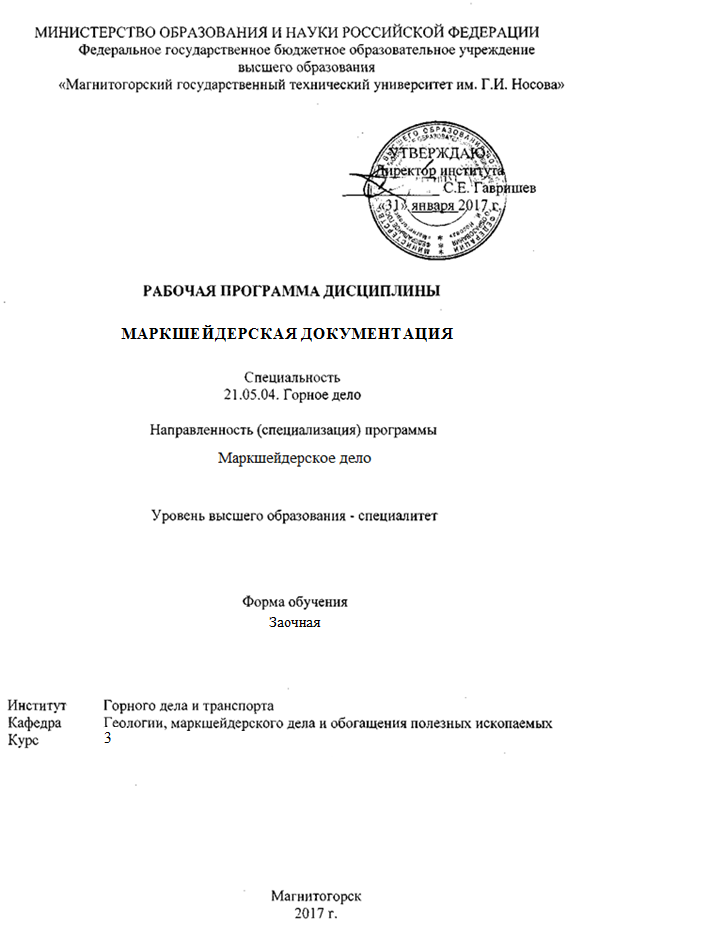 МИНИСТЕРСТВО ОБРАЗОВАНИЯ И НАУКИ РОССИЙСКОЙ ФЕДЕРАЦИИ
Федеральное государственное бюджетное образовательное учреждение
высшего образования
«Магнитогорский государственный технический университет им. Г.И. Носова»
УТВЕРЖДАЮ
Директор института
С.Е. Гавришев
«31» января 2017 г.
РАБОЧАЯ ПРОГРАММА ДИСЦИПЛИНЫ
МАРКШЕЙДЕРСКАЯ ДОКУМЕНТАЦИЯ
Специальность
21.05.04. Горное дело
Направленность (специализация) программы
Маркшейдерское дело
Уровень высшего образования - специалитет
Форма обучения
Заочная
Институт Горного дела и транспорта
Кафедра Геологии, маркшейдерского дела и обогащения полезных ископаемых
Курс 3
Магнитогорск
2017 г.